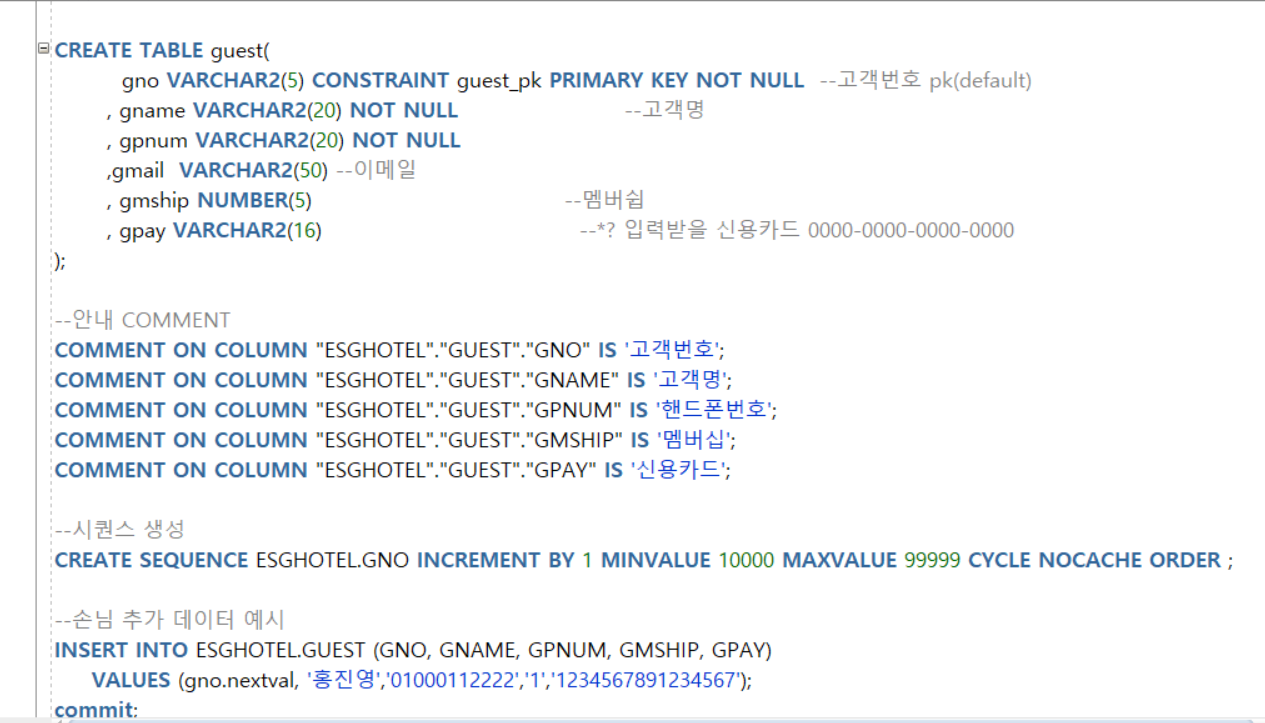 CREATE TABLE guest(
gno VARCHAR2(5) CONSTRAINT guest_pk PRIMARY KEY NOT NULL --고객번호 pk(default)
, gname VARCHAR2(20) NOT NULL --고객명
, gpnum VARCHAR2(20) NOT NULL
,gmail VARCHAR2(50) --이메일
, gmship NUMBER(5) --멤버쉽
, gpay VARCHAR2(16) --*? 입력받을 신용카드 0000-0000-0000-0000
);
--안내 COMMENT
COMMENT ON COLUMN "ESGHOTEL"."GUEST"."GNO" IS '고객번호';
COMMENT ON COLUMN "ESGHOTEL"."GUEST"."GNAME" IS '고객명';
COMMENT ON COLUMN "ESGHOTEL"."GUEST"."GPNUM" IS '핸드폰번호';
COMMENT ON COLUMN "ESGHOTEL"."GUEST"."GMSHIP" IS '멤버십';
COMMENT ON COLUMN "ESGHOTEL"."GUEST"."GPAY" IS '신용카드';
--시퀀스 생성
CREATE SEQUENCE ESGHOTEL.GNO INCREMENT BY 1 MINVALUE 10000 MAXVALUE 99999 CYCLE NOCACHE ORDER ;
--손님 추가 데이터 예시
INSERT INTO ESGHOTEL.GUEST (GNO, GNAME, GPNUM, GMSHIP, GPAY)
VALUES (gno.nextval, '홍진영','01000112222','1','1234567891234567');
commit;